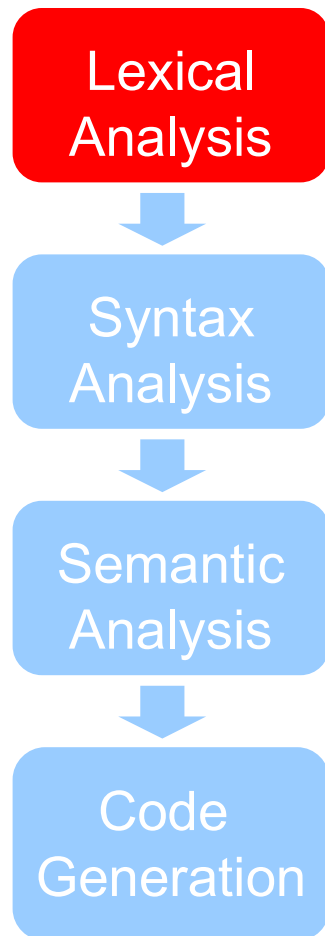 Lexical
Analysis
Syntax
Analysis
Semantic
Analysis
Code
Generation